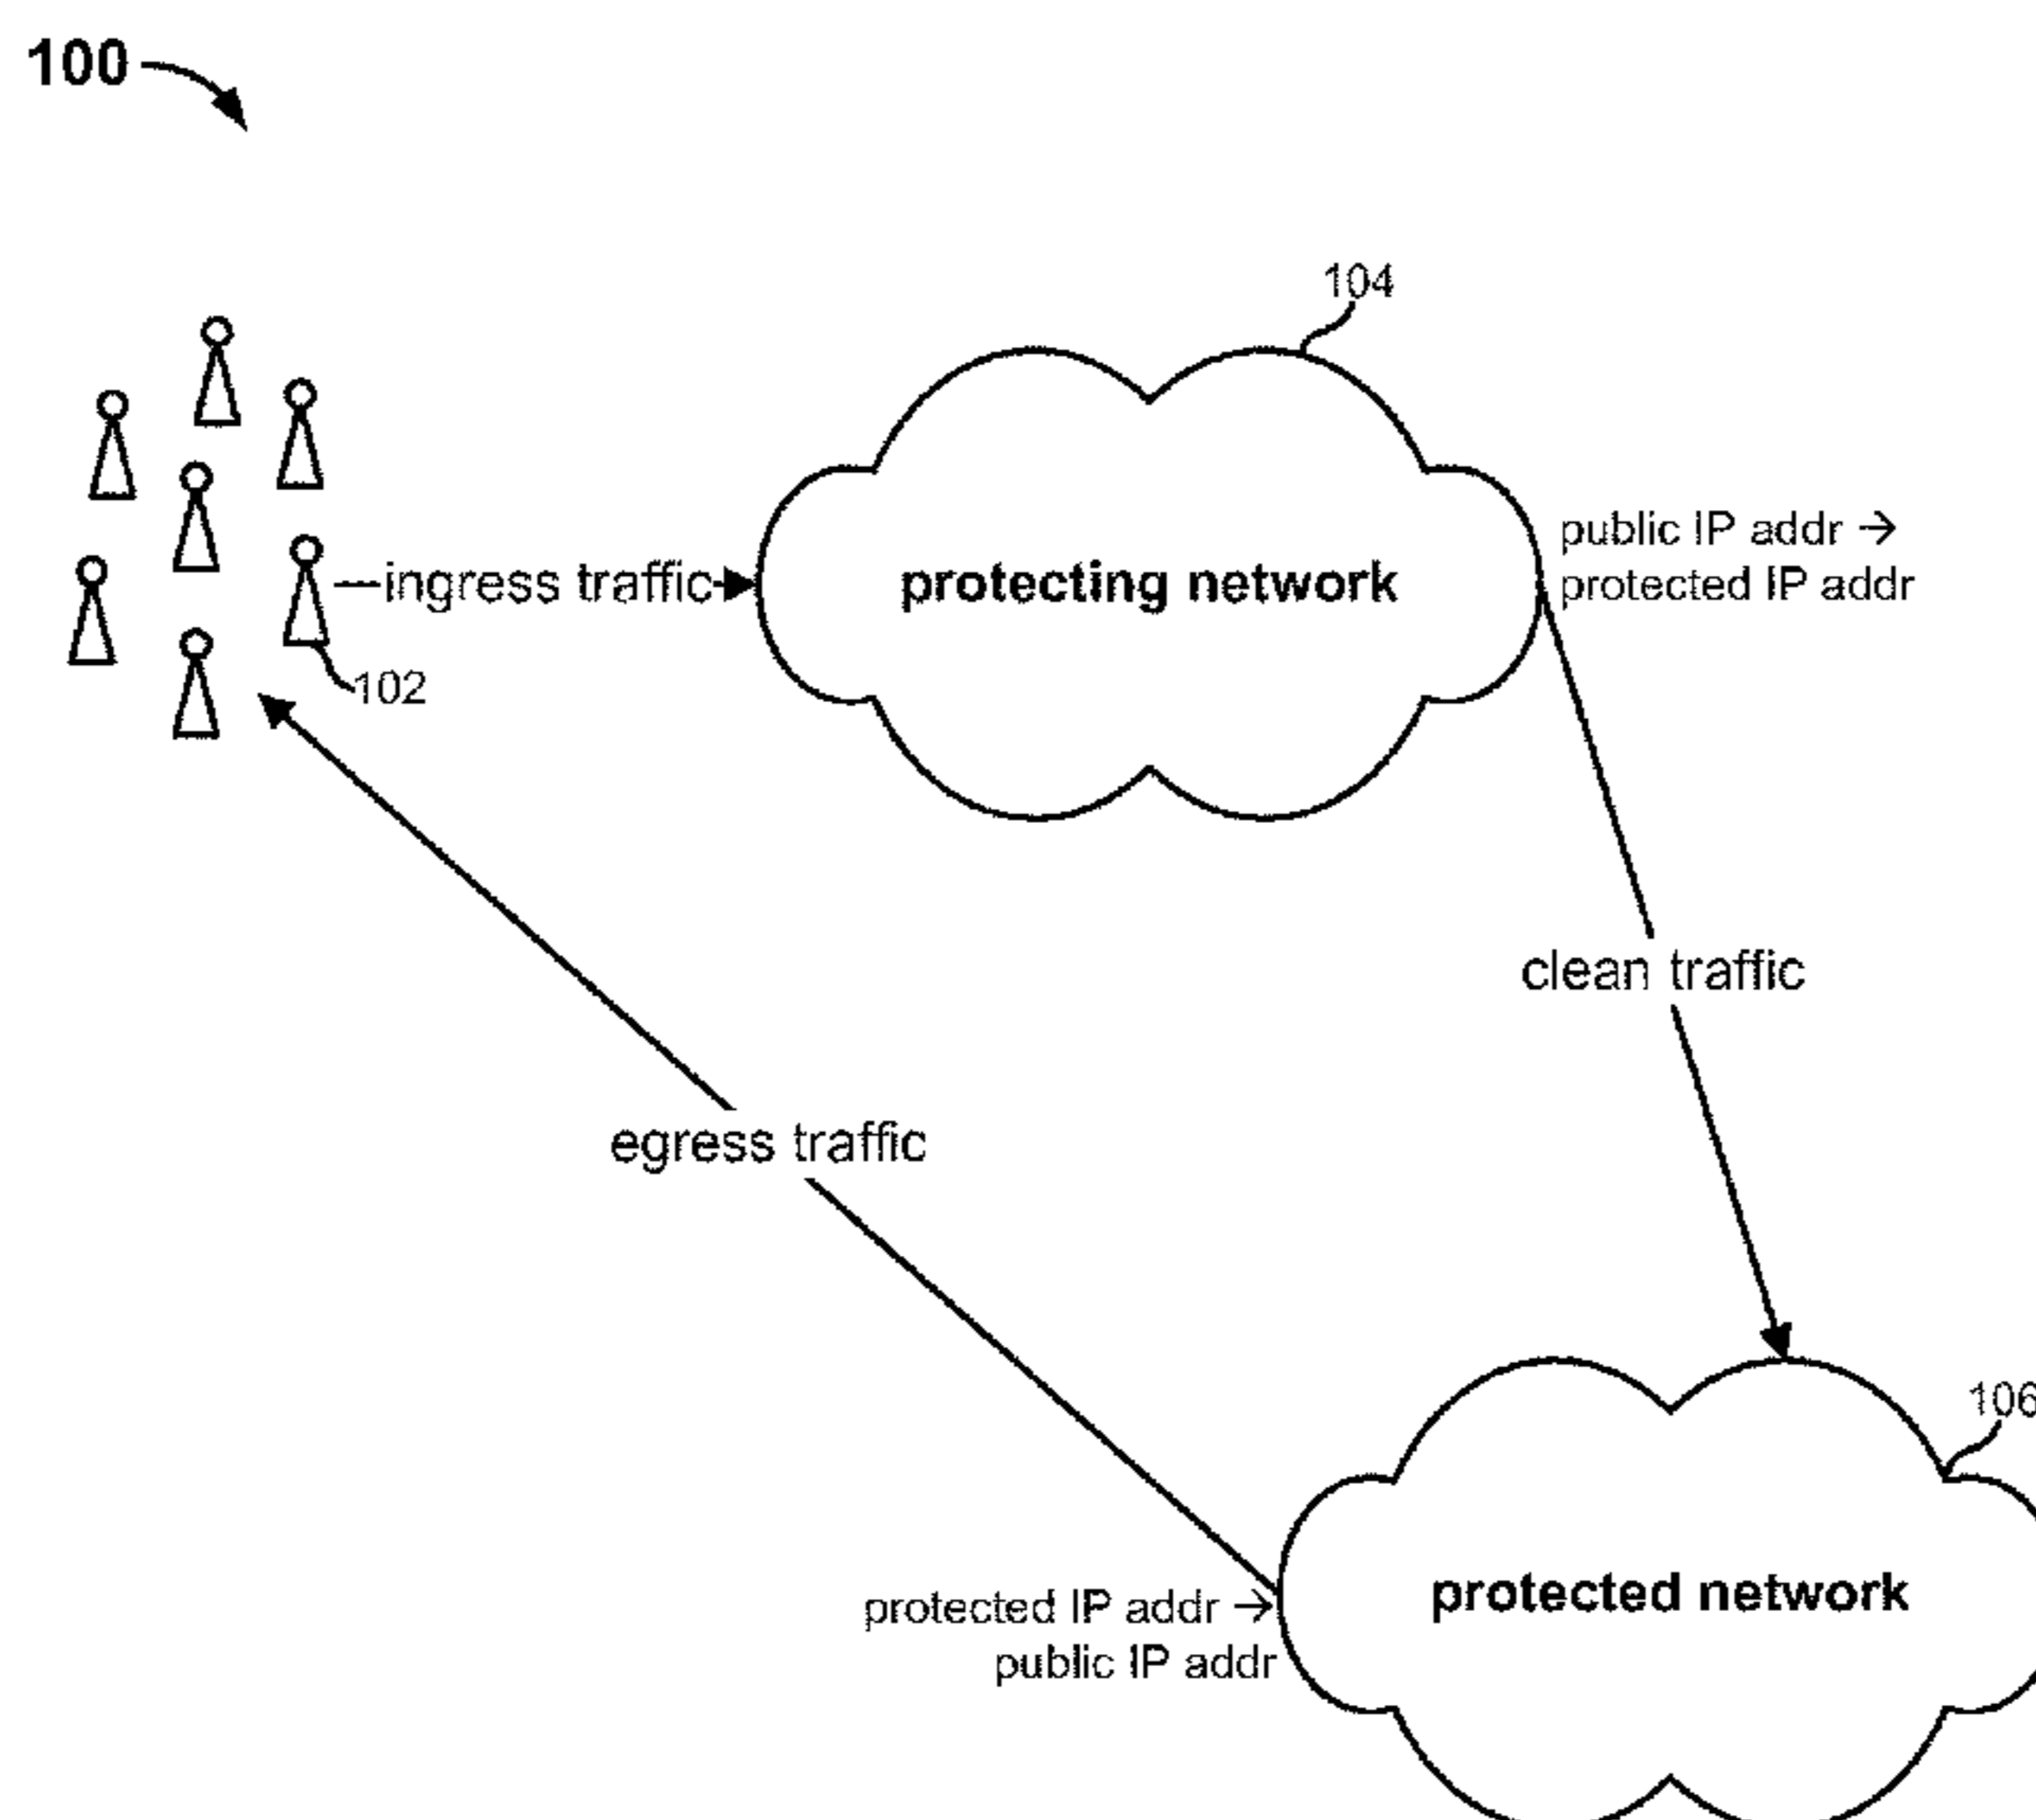 100
104
public IP addr →
protected IP addr
protecting network
ingress traffic
102
clean traffic
egress traffic
106
protected network
protected IP addr →
public IP addr